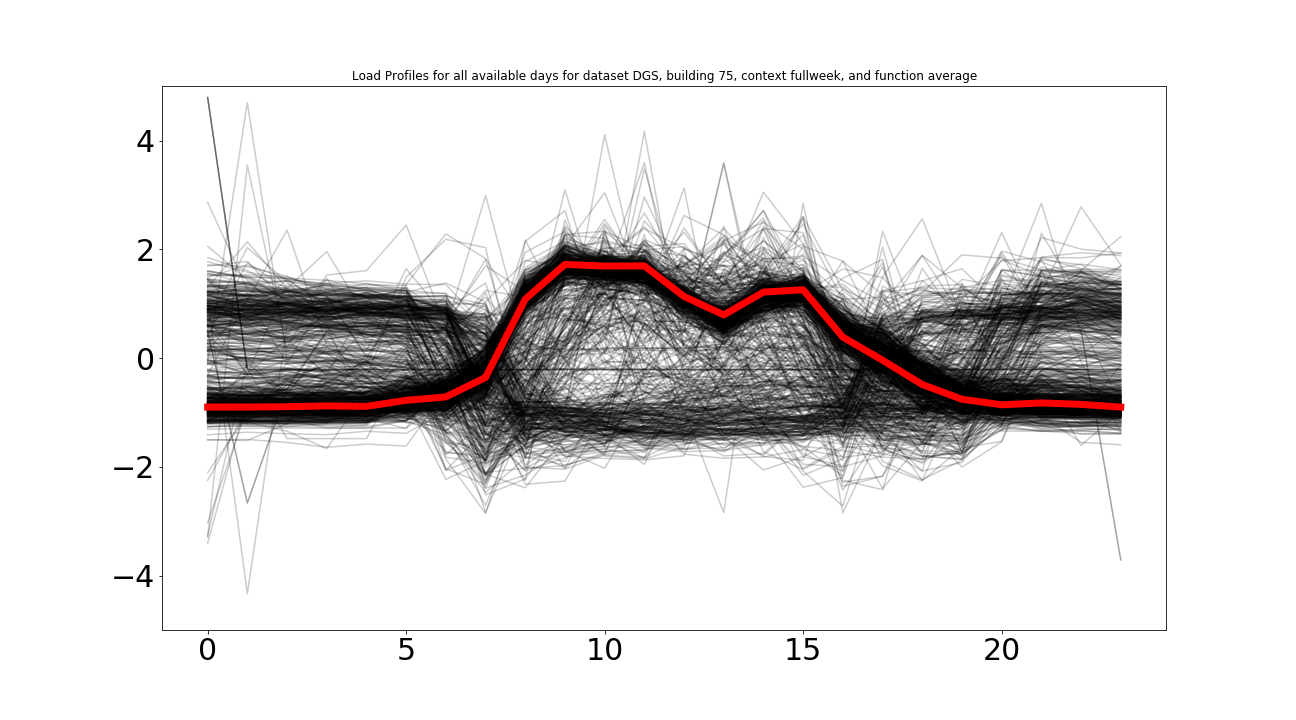 Load Profiles for all available days for dataset DGS, building 75, context fullweek, and function average
4
2
0
−2
−4
0 5 10 15 20